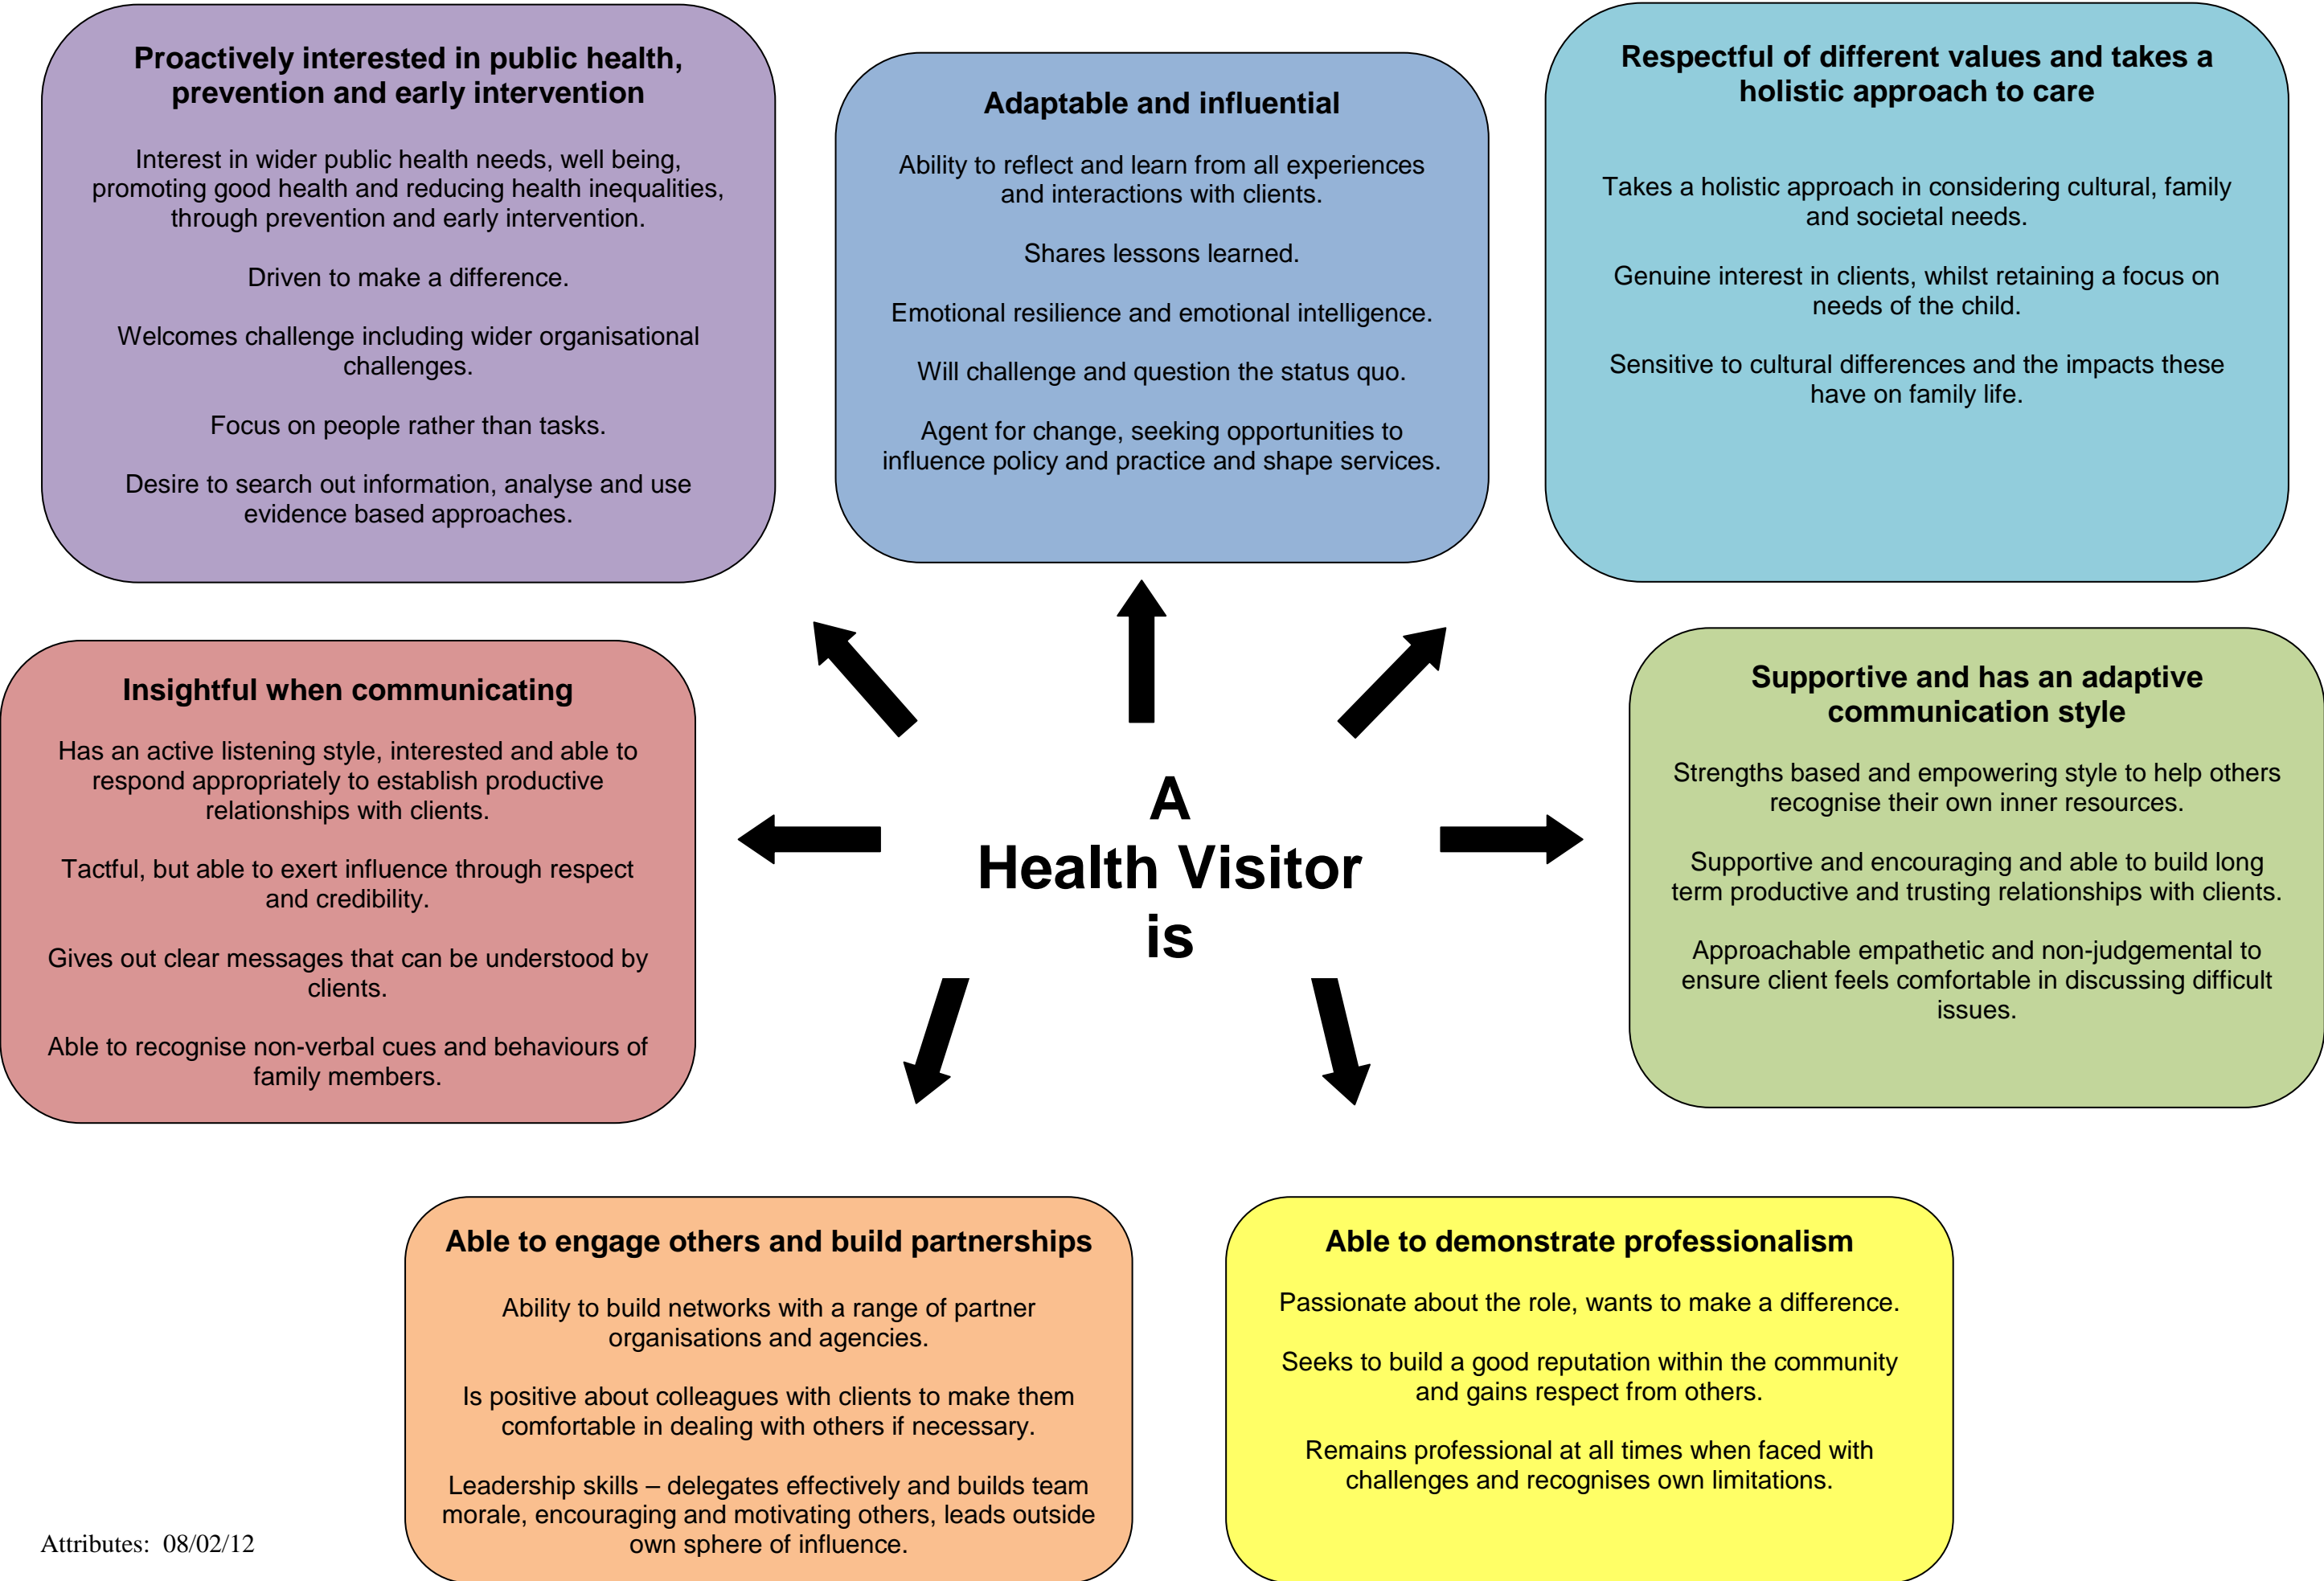 Proactively interested in public health,
prevention and early intervention
Interest in wider public health needs, well being,
promoting good health and reducing health inequalities,
through prevention and early intervention.
Driven to make a difference.
Welcomes challenge including wider organisational
challenges.
Focus on people rather than tasks.
Desire to search out information, analyse and use
evidence based approaches.
Adaptable and influential
Ability to reflect and learn from all experiences
and interactions with clients.
Shares lessons learned.
Emotional resilience and emotional intelligence.
Will challenge and question the status quo.
Agent for change, seeking opportunities to
influence policy and practice and shape services.
Respectful of different values and takes a
holistic approach to care
Takes a holistic approach in considering cultural, family
and societal needs.
Genuine interest in clients, whilst retaining a focus on
needs of the child.
Sensitive to cultural differences and the impacts these
have on family life.
Insightful when communicating
Has an active listening style, interested and able to
respond appropriately to establish productive
relationships with clients.
Tactful, but able to exert influence through respect
and credibility.
Gives out clear messages that can be understood by
clients.
Able to recognise non-verbal cues and behaviours of
family members.
A
Health Visitor
is
Supportive and has an adaptive
communication style
Strengths based and empowering style to help others
recognise their own inner resources.
Supportive and encouraging and able to build long
term productive and trusting relationships with clients.
Approachable empathetic and non-judgemental to
ensure client feels comfortable in discussing difficult
issues.
Able to engage others and build partnerships
Ability to build networks with a range of partner
organisations and agencies.
Is positive about colleagues with clients to make them
comfortable in dealing with others if necessary.
Leadership skills – delegates effectively and builds team
morale, encouraging and motivating others, leads outside
own sphere of influence.
Able to demonstrate professionalism
Passionate about the role, wants to make a difference.
Seeks to build a good reputation within the community
and gains respect from others.
Remains professional at all times when faced with
challenges and recognises own limitations.
Attributes: 08/02/12